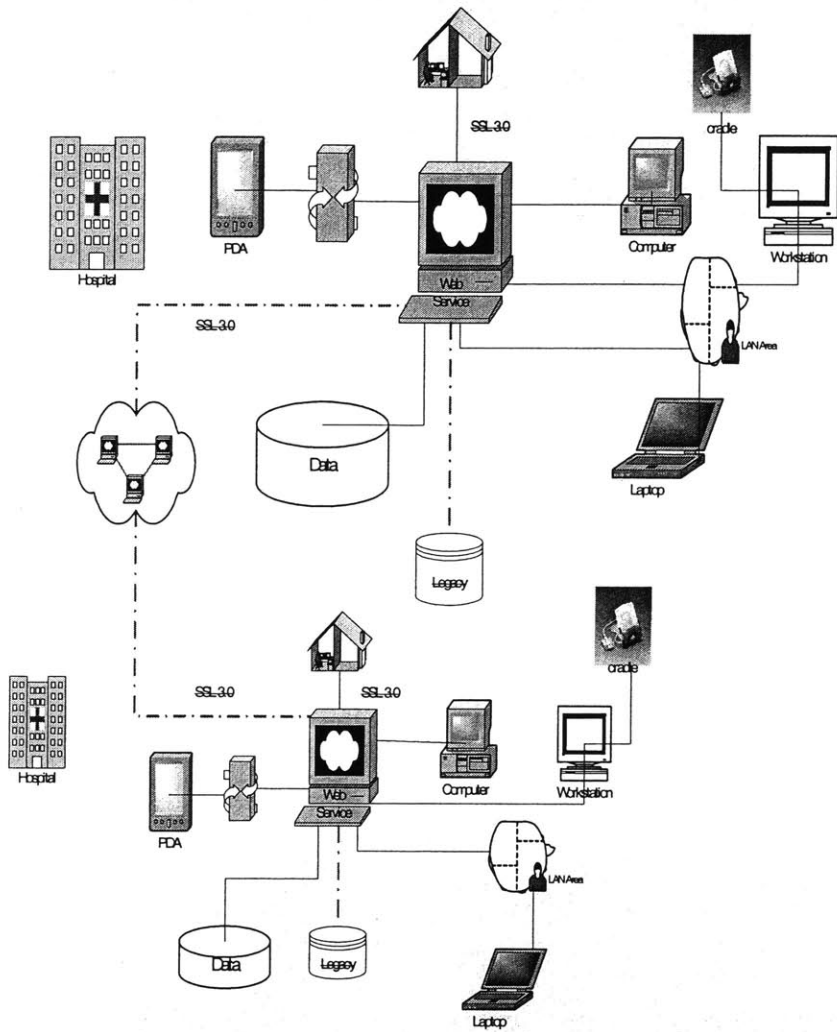 SSL 3.0
cradle
Hospital
PDA
Computer
Workstation
Web
Service
SSL 3.0
LAN Area
Data
Laptop
Legacy
cradle
SSL 3.0
SSL 3.0
Hospital
PDA
Web
Service
Computer
Workstation
LAN Area
Data
Legacy
Laptop